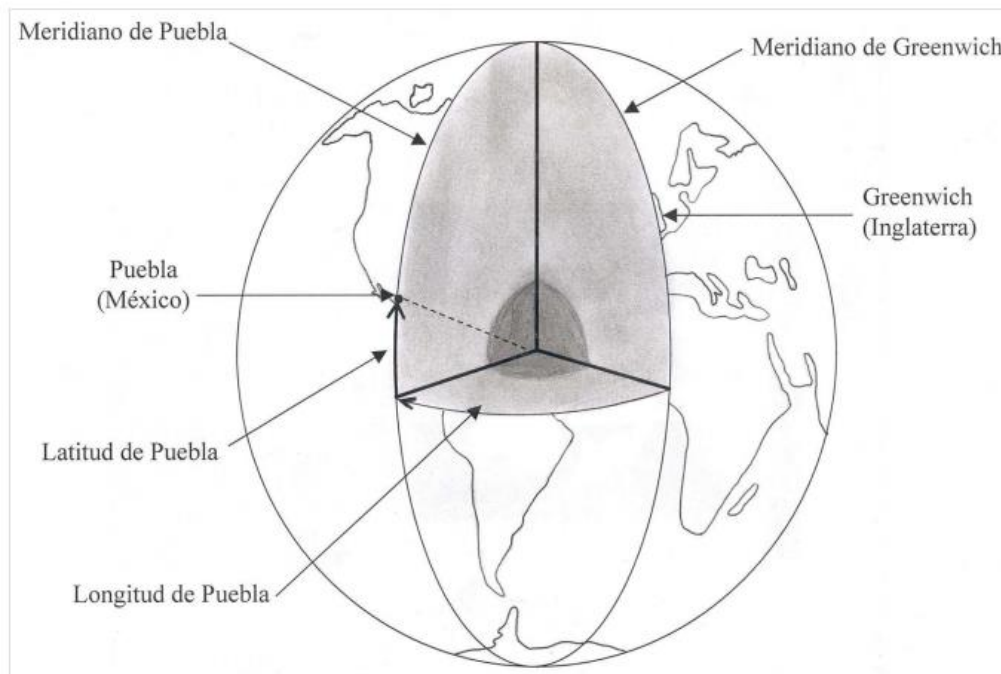 Meridiano de Puebla
Meridiano de Greenwich
Greenwich
(Inglaterra)
Puebla
(México)
Latitud de Puebla
Longitud de Puebla